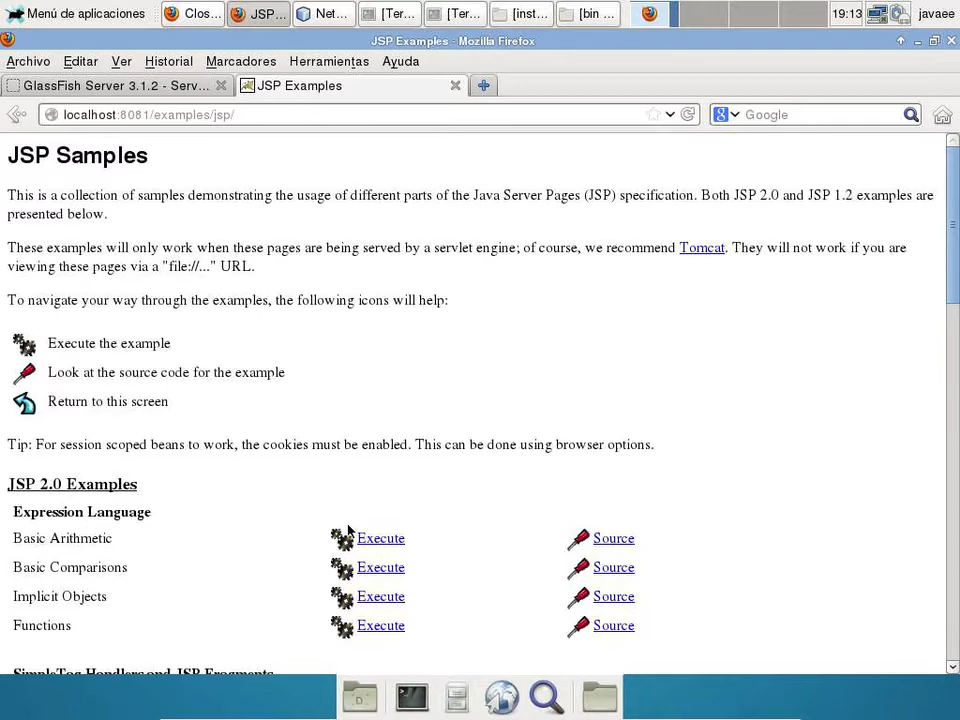 Menú de aplicaciones
Clos...
JSP...
Net...
[Ter...
[Ter...
[inst...
[bin ...
19:13
javaee
JSP Examples - Mozilla Firefox
Archivo Editar Ver Historial Marcadores Herramientas Ayuda
GlassFish Server 3.1.2 - Serv...
JSP Examples
localhost:8081/examples/jsp/
Google
JSP Samples
This is a collection of samples demonstrating the usage of different parts of the Java Server Pages (JSP) specification. Both JSP 2.0 and JSP 1.2 examples are
presented below.
These examples will only work when these pages are being served by a servlet engine; of course, we recommend Tomcat. They will not work if you are
viewing these pages via a "file://..." URL.
To navigate your way through the examples, the following icons will help:
Execute the example
Look at the source code for the example
Return to this screen
Tip: For session scoped beans to work, the cookies must be enabled. This can be done using browser options.
JSP 2.0 Examples
Expression Language
Basic Arithmetic Execute Source
Basic Comparisons Execute Source
Implicit Objects Execute Source
Functions Execute Source
SimpleTag Handlers and JSP Fragments